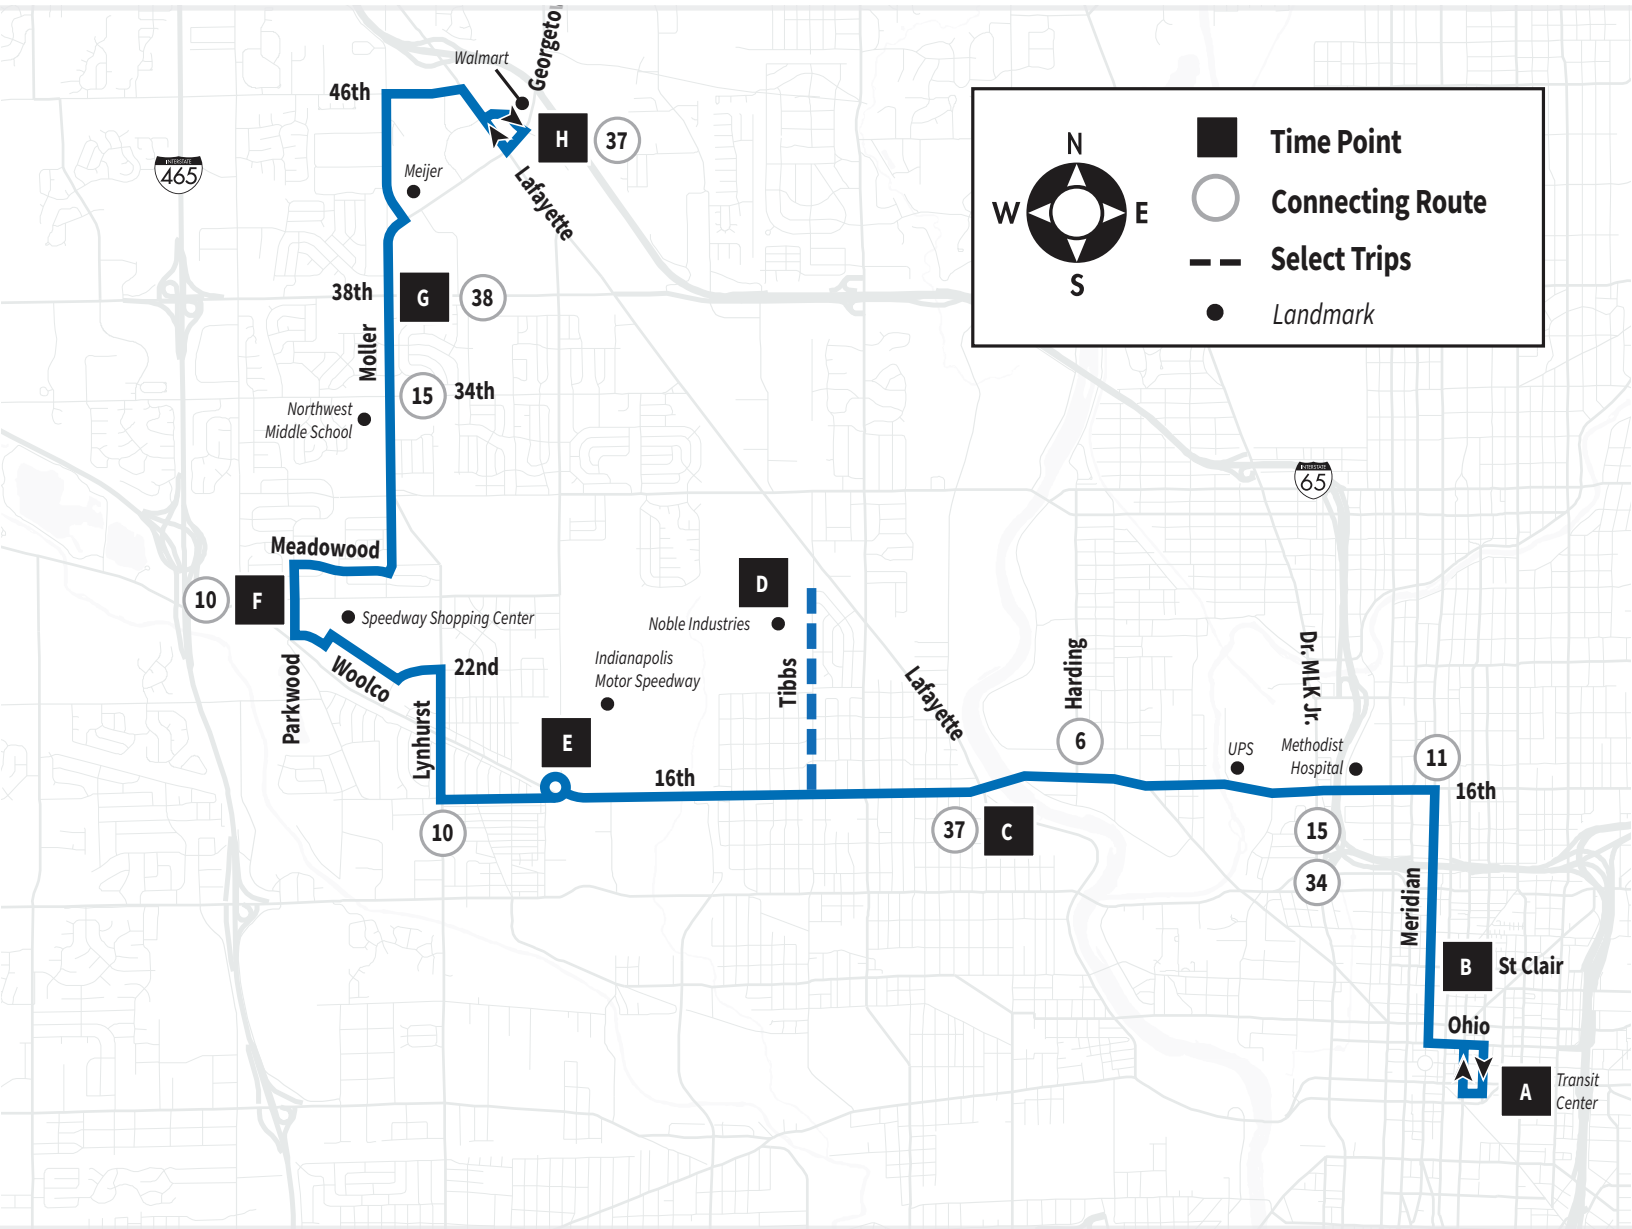 Georgeto
Walmart
46th
H
37
INTERSTATE
465
Meijer
Lafayette
N
W
E
S
Time Point
Connecting Route
Select Trips
Landmark
38th
G
38
Moller
15
34th
Northwest
Middle School
INTERSTATE
65
Meadowood
10
F
Speedway Shopping Center
D
Noble Industries
Parkwood
Woolco
22nd
Lynhurst
Indianapolis
Motor Speedway
E
Tibbs
16th
10
Lafayette
Harding
6
37
C
UPS
Dr. MLK Jr.
Methodist
Hospital
11
16th
15
34
Meridian
B
St Clair
Ohio
A
Transit
Center